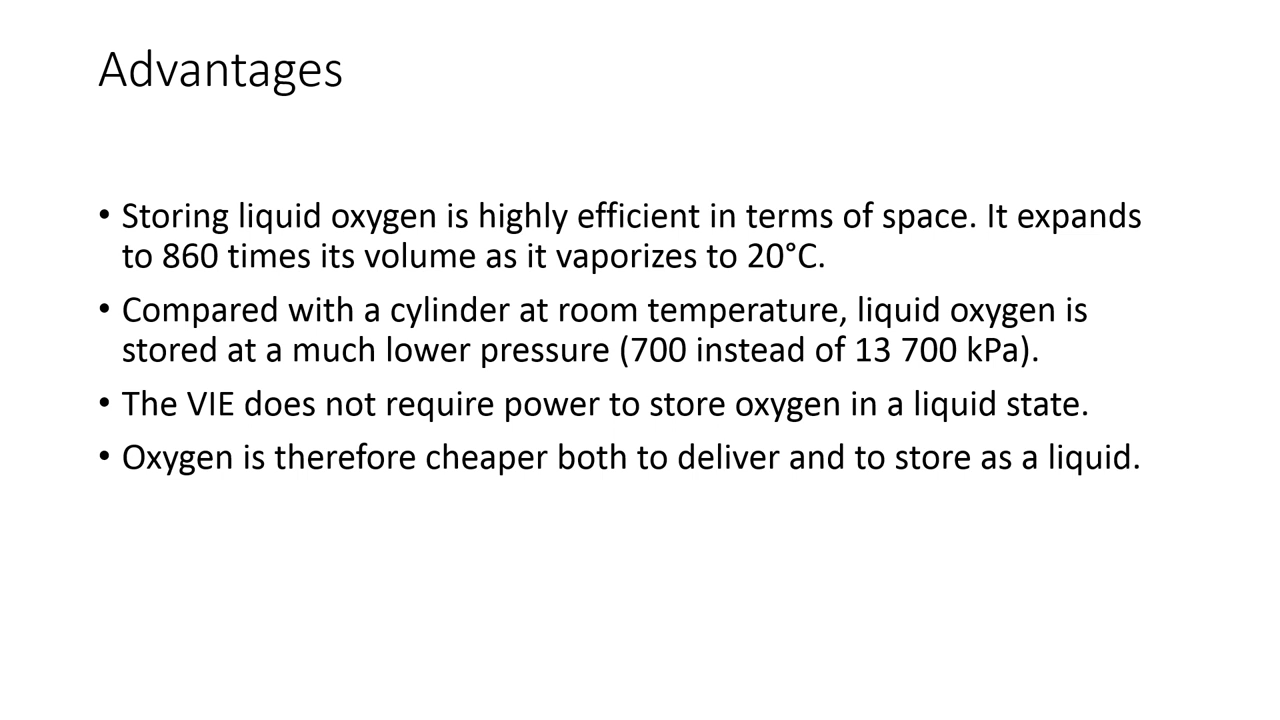 Advantages
• Storing liquid oxygen is highly efficient in terms of space. It expands
to 860 times its volume as it vaporizes to 20°C.
• Compared with a cylinder at room temperature, liquid oxygen is
stored at a much lower pressure (700 instead of 13 700 kPa).
• The VIE does not require power to store oxygen in a liquid state.
• Oxygen is therefore cheaper both to deliver and to store as a liquid.